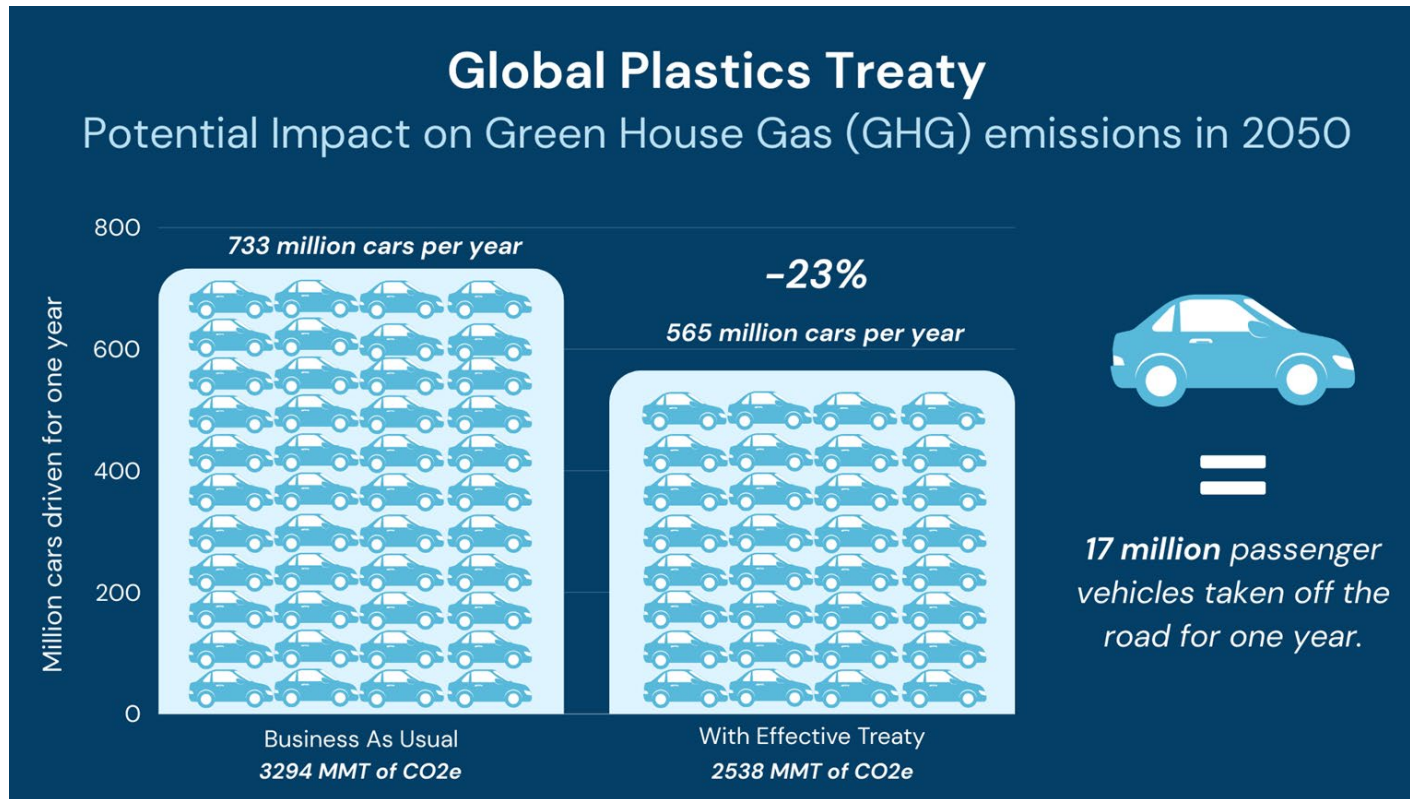 Global Plastics Treaty
Potential Impact on Green House Gas (GHG) emissions in 2050
Million cars driven for one year
800
600
400
200
0
733 million cars per year
-23%
565 million cars per year
Business As Usual
3294 MMT of CO2e
With Effective Treaty
2538 MMT of CO2e
17 million passenger
vehicles taken off the
road for one year.